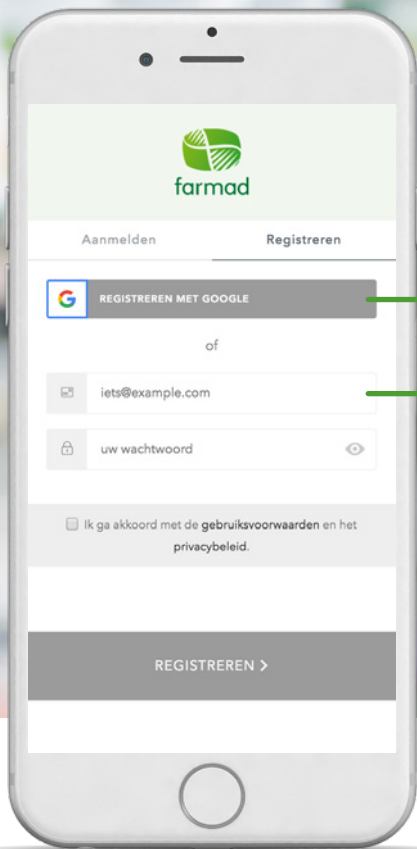 farmad
Aanmelden Registreren
REGISTREREN MET GOOGLE
of
iets@example.com
uw wachtwoord
Ik ga akkoord met de gebruiksvoorwaarden en het
privacybeleid.
REGISTREREN >